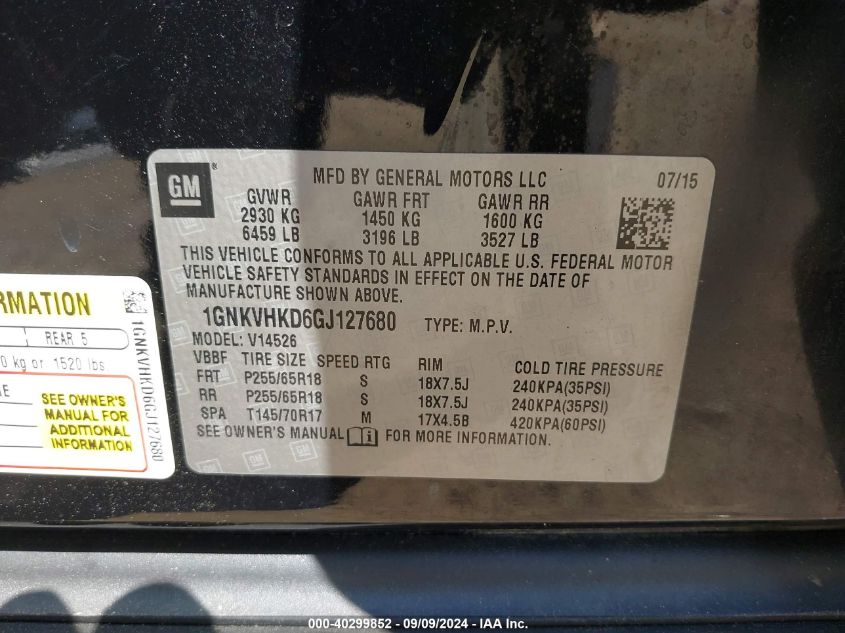 GM ®
MFD BY GENERAL MOTORS LLC 07/15
GVWR GAWR FRT GAWR RR
2930 KG 1450 KG 1600 KG
6459 LB 3196 LB 3527 LB
THIS VEHICLE CONFORMS TO ALL APPLICABLE U.S. FEDERAL MOTOR
VEHICLE SAFETY STANDARDS IN EFFECT ON THE DATE OF
MANUFACTURE SHOWN ABOVE.
1GNKVHKD6GJ127680 TYPE: M.P.V.
MODEL: V14526
VBBF TIRE SIZE SPEED RTG RIM COLD TIRE PRESSURE
FRT P255/65R18 S 18X7.5J 240KPA(35PSI)
RR P255/65R18 S 18X7.5J 240KPA(35PSI)
SPA T145/70R17 M 17X4.5B 420KPA(60PSI)
SEE OWNER'S MANUAL i FOR MORE INFORMATION.
REAR 5
kg or 1520 lbs
SEE OWNER'S
MANUAL FOR
ADDITIONAL
INFORMATION
1GNKVHKD6GJ127680
000-40299852 - 09/09/2024 - IAA Inc.